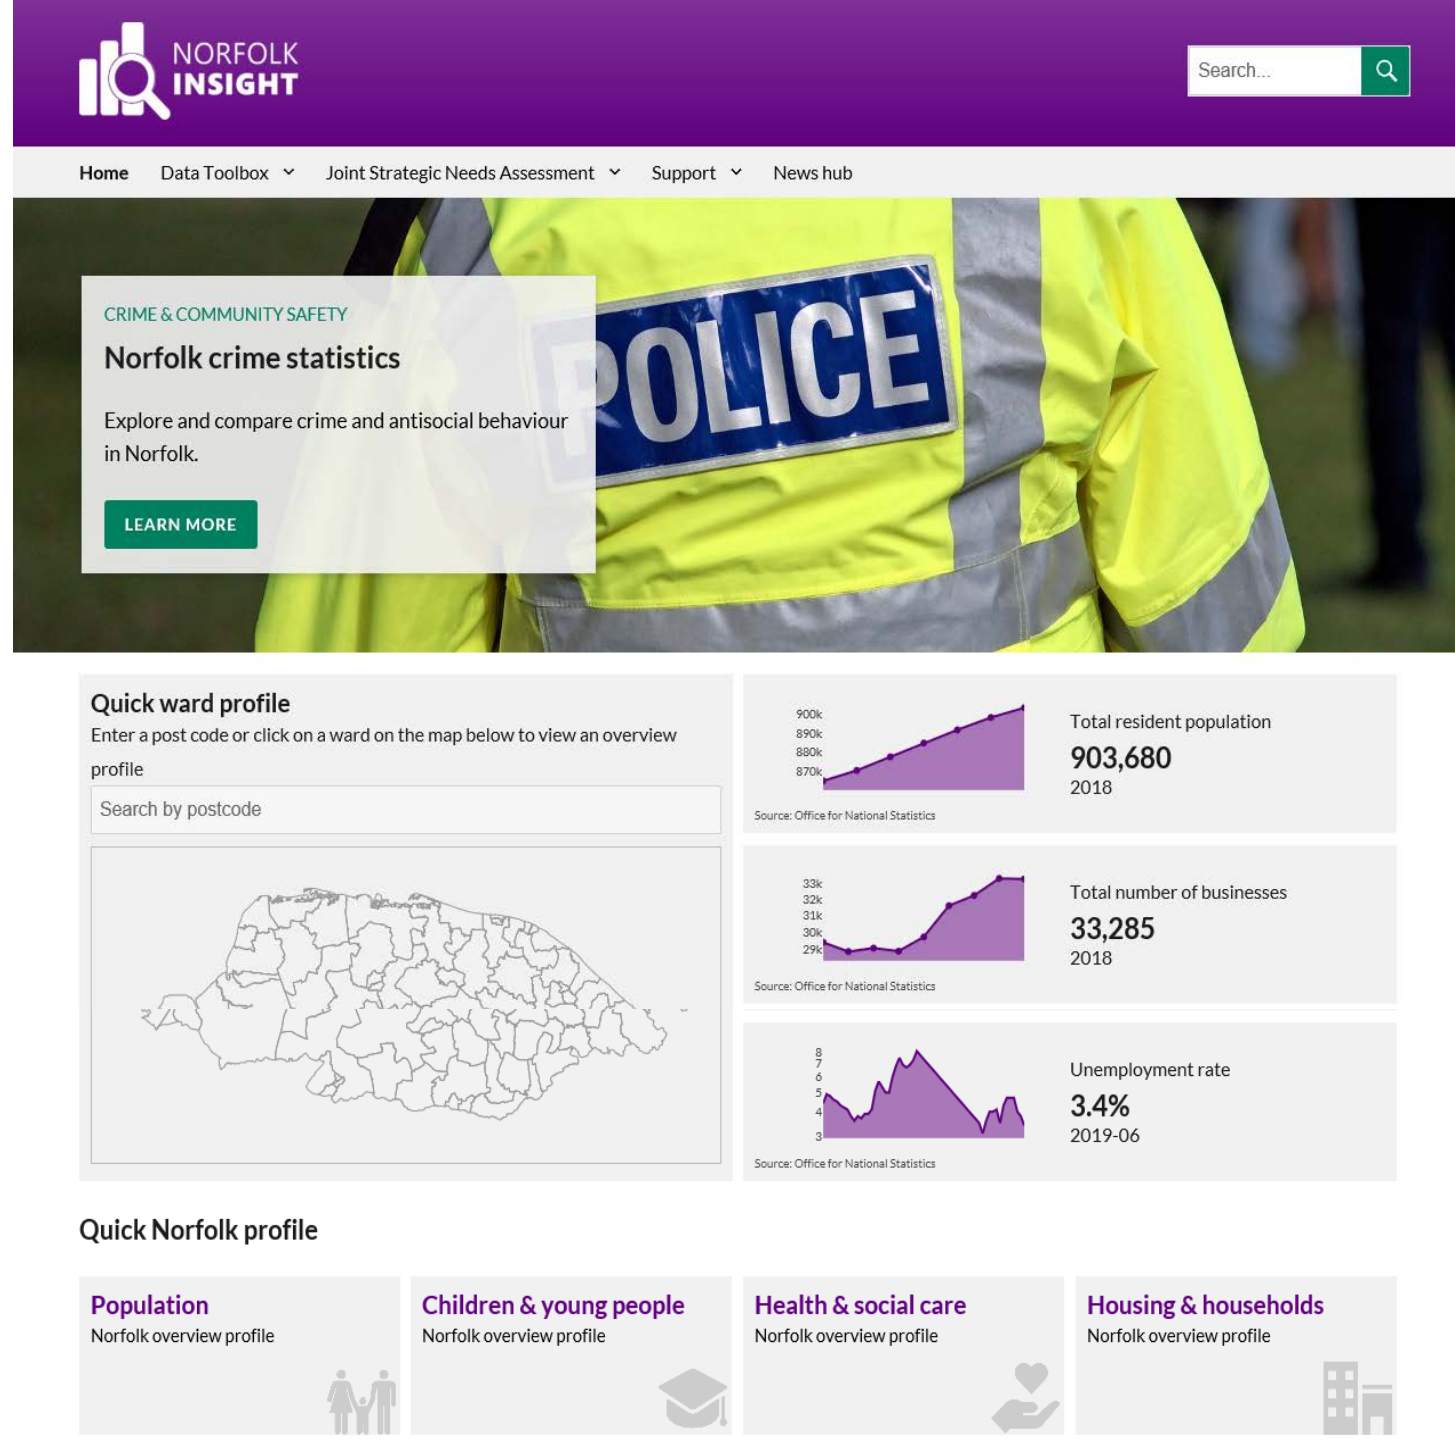 NORFOLK
INSIGHT
Search...
Home Data Toolbox Joint Strategic Needs Assessment Support News hub
CRIME & COMMUNITY SAFETY
Norfolk crime statistics
Explore and compare crime and antisocial behaviour
in Norfolk.
LEARN MORE
POLICE
Quick ward profile
Enter a post code or click on a ward on the map below to view an overview
profile
Search by postcode
900k
890k
880k
870k
Source: Office for National Statistics
Total resident population
903,680
2018
33k
32k
31k
30k
29k
Source: Office for National Statistics
Total number of businesses
33,285
2018
8
7
6
5
4
3
Source: Office for National Statistics
Unemployment rate
3.4%
2019-06
Quick Norfolk profile
Population
Norfolk overview profile
Children & young people
Norfolk overview profile
Health & social care
Norfolk overview profile
Housing & households
Norfolk overview profile